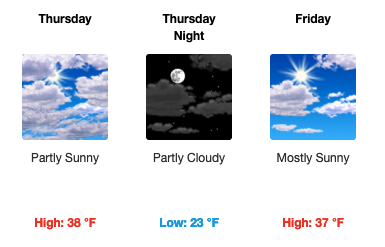 Thursday
Thursday
Night
Friday
Partly Sunny
Partly Cloudy
Mostly Sunny
High: 38 °F
Low: 23 °F
High: 37 °F